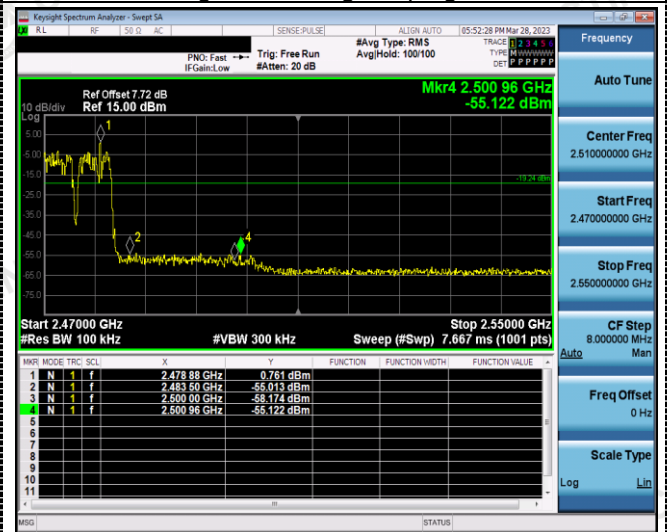 Keysight Spectrum Analyzer - Swept SA
RL RF 50 Ω AC SENSE:PULSE ALIGN AUTO 05:52:28 PM Mar 28, 2023
PNO: Fast Trig: Free Run #Avg Type: RMS TRACE 1 2 3 4 5 6
IFGain:Low #Atten: 20 dB Avg|Hold: 100/100 TYPE M WWWWW
DET P P P P P P
Ref Offset 7.72 dB Mkr4 2.500 96 GHz
10 dB/div Ref 15.00 dBm -55.122 dBm
Log
5.00
-5.00
-15.0
-25.0
-35.0
-45.0
-55.0
-65.0
-75.0
1
2
4
-19.24 dBm
Start 2.47000 GHz Stop 2.55000 GHz
#Res BW 100 kHz #VBW 300 kHz Sweep (#Swp) 7.667 ms (1001 pts)
MKR MODE TRC SCL X Y FUNCTION FUNCTION WIDTH FUNCTION VALUE
1 N 1 f 2.478 88 GHz 0.761 dBm
2 N 1 f 2.483 50 GHz -55.013 dBm
3 N 1 f 2.500 00 GHz -58.174 dBm
4 N 1 f 2.500 96 GHz -55.122 dBm
5
6
7
8
9
10
11
MSG STATUS
Frequency
Auto Tune
Center Freq
2.510000000 GHz
Start Freq
2.470000000 GHz
Stop Freq
2.550000000 GHz
CF Step
8.000000 MHz
Auto Man
Freq Offset
0 Hz
Scale Type
Log Lin